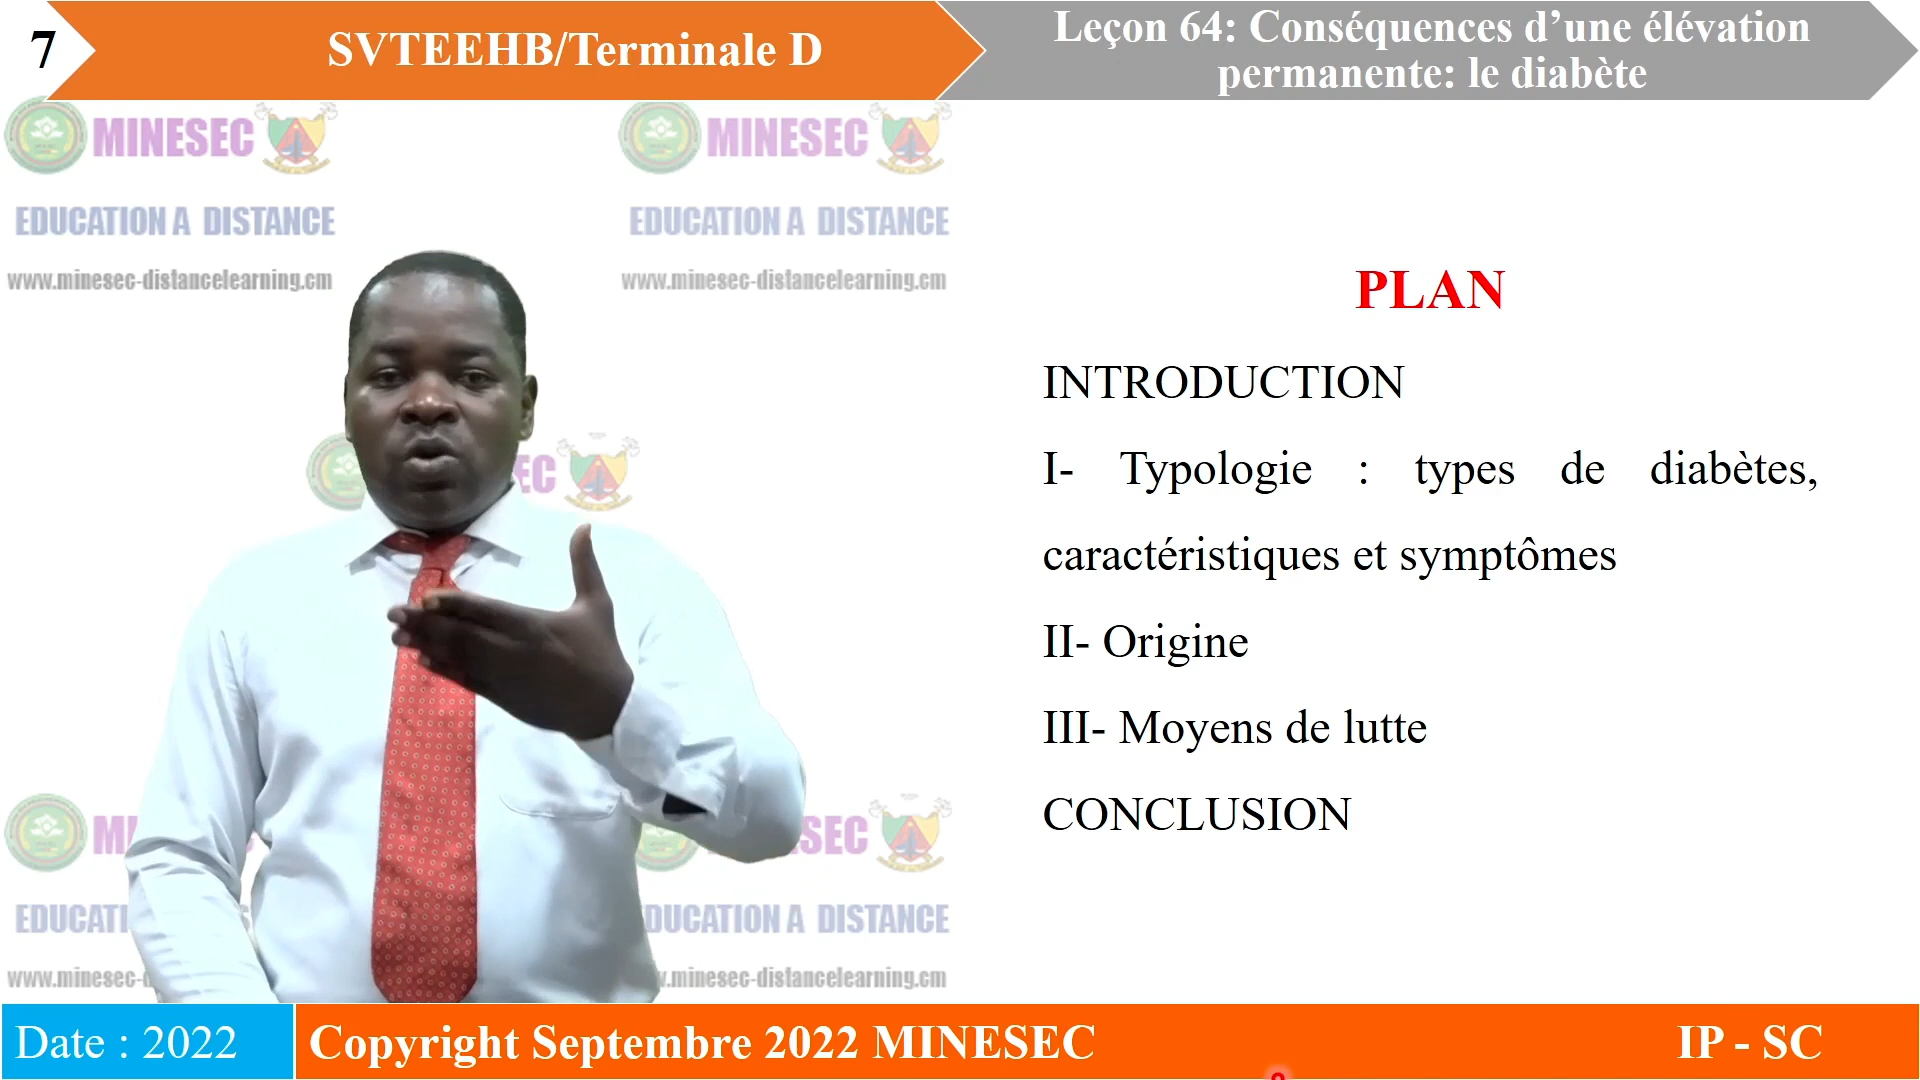 7
SVTEEHB/Terminale D
Leçon 64: Conséquences d’une élévation
permanente: le diabète
MINESEC
MINESEC
EDUCATION A DISTANCE
EDUCATION A DISTANCE
www.minesec-distancelearning.cm
www.minesec-distancelearning.cm
PLAN
INTRODUCTION
I- Typologie : types de diabètes,
caractéristiques et symptômes
II- Origine
III- Moyens de lutte
CONCLUSION
EDUCATION A DISTANCE
Date : 2022
Copyright Septembre 2022 MINESEC
IP - SC